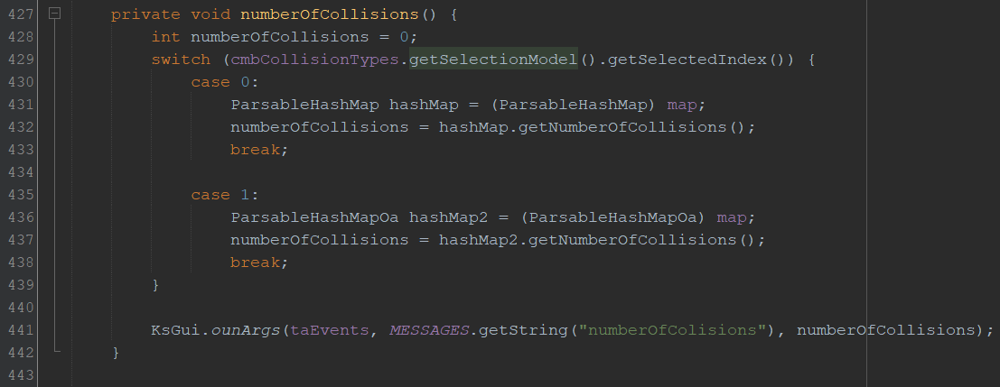 427 private void numberOfCollisions() {
428 int numberOfCollisions = 0;
429 switch (cmbCollisionTypes.getSelectionModel().getSelectedIndex()) {
430 case 0:
431 ParsableHashMap hashMap = (ParsableHashMap) map;
432 numberOfCollisions = hashMap.getNumberOfCollisions();
433 break;
434
435 case 1:
436 ParsableHashMapOa hashMap2 = (ParsableHashMapOa) map;
437 numberOfCollisions = hashMap2.getNumberOfCollisions();
438 break;
439 }
440
441 KsGui.ounArgs(taEvents, MESSAGES.getString("numberOfColisions"), numberOfCollisions);
442 }
443